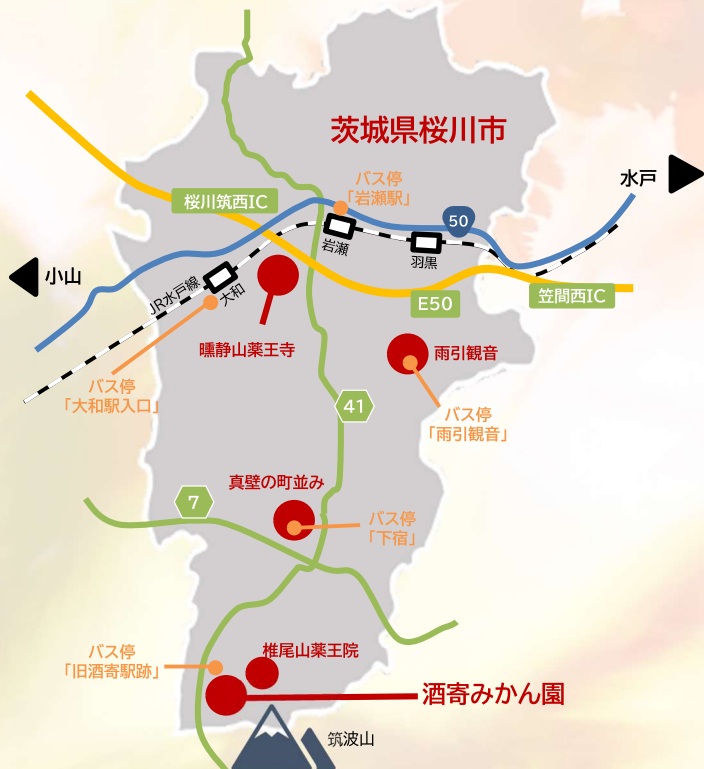 茨城県桜川市
水戸
バス停
「岩瀬駅」
桜川筑西IC
50
岩瀬
羽黒
小山
JR水戸線
大和
E50
笠間西IC
曛静山薬王寺
雨引観音
バス停
「大和駅入口」
41
バス停
「雨引観音」
真壁の町並み
7
バス停
「下宿」
椎尾山薬王院
バス停
「旧酒寄駅跡」
酒寄みかん園
筑波山